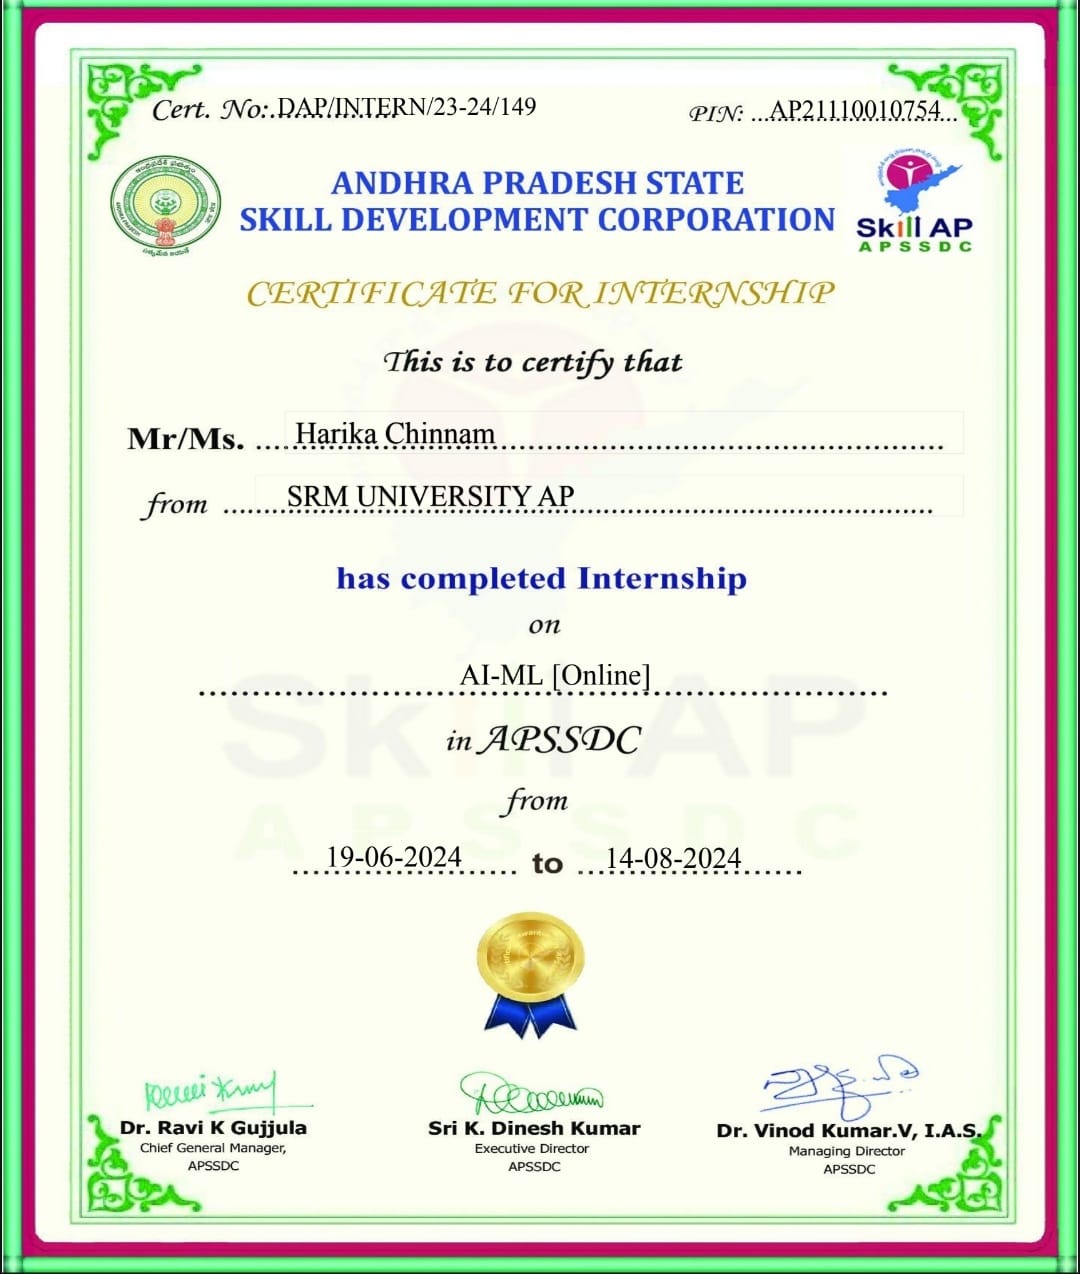 Cert. No:..DAP/INTERN/23-24/149
PIN: ...AP21110010754...
ANDHRA PRADESH STATE
SKILL DEVELOPMENT CORPORATION
Skill AP
APSSDC
CERTIFICATE FOR INTERNSHIP
This is to certify that
Mr/Ms. ....Harika Chinnam....
from ....SRM UNIVERSITY AP....
has completed Internship
on
AI-ML [Online]
in APSSDC
from
...19-06-2024... to ...14-08-2024...
Skill AP
APSSDC
Dr. Ravi K Gujjula
Chief General Manager,
APSSDC
Sri K. Dinesh Kumar
Executive Director
APSSDC
Dr. Vinod Kumar.V, I.A.S.
Managing Director
APSSDC